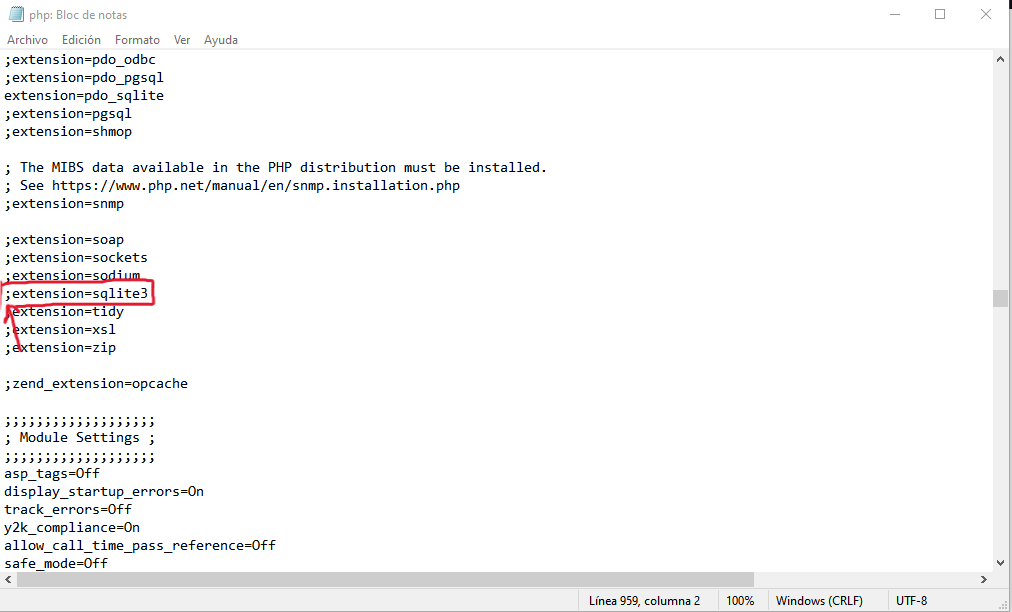 php: Bloc de notas
Archivo Edición Formato Ver Ayuda
;extension=pdo_odbc
;extension=pdo_pgsql
extension=pdo_sqlite
;extension=pgsql
;extension=shmop
; The MIBS data available in the PHP distribution must be installed.
; See https://www.php.net/manual/en/snmp.installation.php
;extension=snmp
;extension=soap
;extension=sockets
;extension=sodium
;extension=sqlite3
;extension=tidy
;extension=xsl
;extension=zip
;zend_extension=opcache
;;;;;;;;;;;;;;;;;;;
; Module Settings ;
;;;;;;;;;;;;;;;;;;;
asp_tags=Off
display_startup_errors=On
track_errors=Off
y2k_compliance=On
allow_call_time_pass_reference=Off
safe_mode=Off
Línea 959, columna 2 100% Windows (CRLF) UTF-8